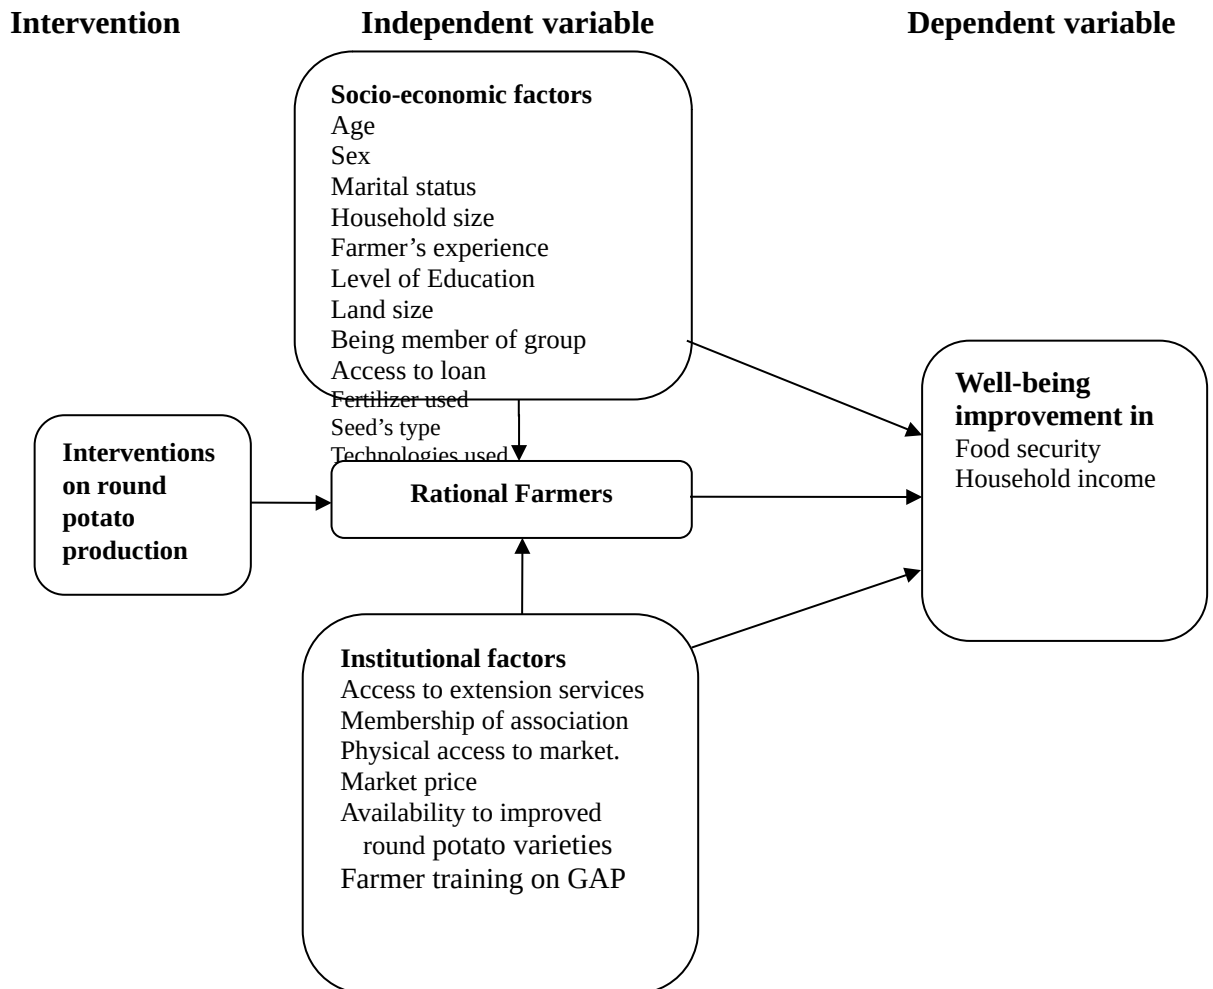 Intervention
Independent variable
Dependent variable
Socio-economic factors
Age
Sex
Marital status
Household size
Farmer’s experience
Level of Education
Land size
Being member of group
Access to loan
Fertilizer used
Seed’s type
Technologies used
Interventions
on round
potato
production
Rational Farmers
Well-being
improvement in
Food security
Household income
Institutional factors
Access to extension services
Membership of association
Physical access to market.
Market price
Availability to improved
round potato varieties
Farmer training on GAP